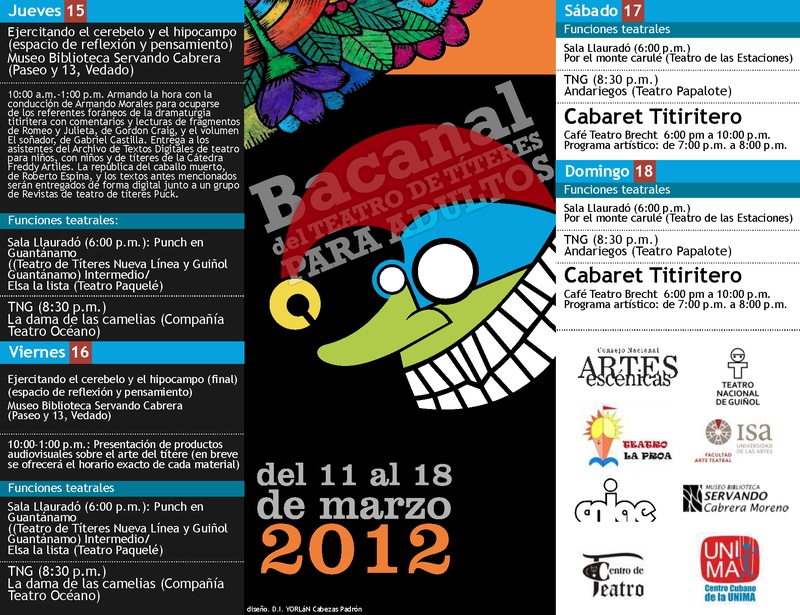 Jueves 15
Ejercitando el cerebelo y el hipocampo
(espacio de reflexión y pensamiento)
Museo Biblioteca Servando Cabrera
(Paseo y 13, Vedado)
10:00 a.m.-1:00 p.m. Armando la hora con la
conducción de Armando Morales para ocuparse
de los referentes foráneos de la dramaturgia
titiritera con comentarios y lecturas de fragmentos
de Romeo y Julieta, de Gordon Craig, y el volumen
El soñador, de Gabriel Castilla. Entrega a los
asistentes del Archivo de Textos Digitales de teatro
para niños, con niños y de títeres de la Cátedra
Freddy Artiles. La república del caballo muerto,
de Roberto Espina, y los textos antes mencionados
serán entregados de forma digital junto a un grupo
de Revistas de teatro de títeres Puck.
Funciones teatrales:
Sala Llauradó (6:00 p.m.): Punch en
Guantánamo
((Teatro de Títeres Nueva Línea y Guiñol
Guantánamo) Intermedio/
Elsa la lista (Teatro Paquelé)
TNG (8:30 p.m.)
La dama de las camelias (Compañía
Teatro Océano)
Viernes 16
Ejercitando el cerebelo y el hipocampo (final)
(espacio de reflexión y pensamiento)
Museo Biblioteca Servando Cabrera
(Paseo y 13, Vedado)
10:00-1:00 p.m.: Presentación de productos
audiovisuales sobre el arte del títere (en breve
se ofrecerá el horario exacto de cada material)
Funciones teatrales
Sala Llauradó (6:00 p.m.): Punch en
Guantánamo
((Teatro de Títeres Nueva Línea y Guiñol
Guantánamo) Intermedio/
Elsa la lista (Teatro Paquelé)
TNG (8:30 p.m.)
La dama de las camelias (Compañía
Teatro Océano)
Bacanal
del TEATRO DE TÍTERES
PARA ADULTOS
del 11 al 18
de marzo
2012
diseño. D.I. YORLáN Cabezas Padrón
Sábado 17
Funciones teatrales
Sala Llauradó (6:00 p.m.)
Por el monte carulé (Teatro de las Estaciones)
TNG (8:30 p.m.)
Andariegos (Teatro Papalote)
Cabaret Titiritero
Café Teatro Brecht 6:00 pm a 10:00 p.m.
Programa artístico: de 7:00 p.m. a 8:00 p.m.
Domingo 18
Funciones teatrales
Sala Llauradó (6:00 p.m.)
Por el monte carulé (Teatro de las Estaciones)
TNG (8:30 p.m.)
Andariegos (Teatro Papalote)
Cabaret Titiritero
Café Teatro Brecht 6:00 pm a 10:00 p.m.
Programa artístico: de 7:00 p.m. a 8:00 p.m.
Consejo Nacional
ARTES
escénicas
TEATRO
NACIONAL
DE GUIÑOL
TEATRO
LA PROA
isa
UNIVERSIDAD
DE LAS ARTES
FACULTAD
ARTE TEATRAL
MUSEO BIBLIOTECA
SERVANDO
Cabrera Moreno
Centro de
Teatro
UNIMA
Centro Cubano
de la UNIMA